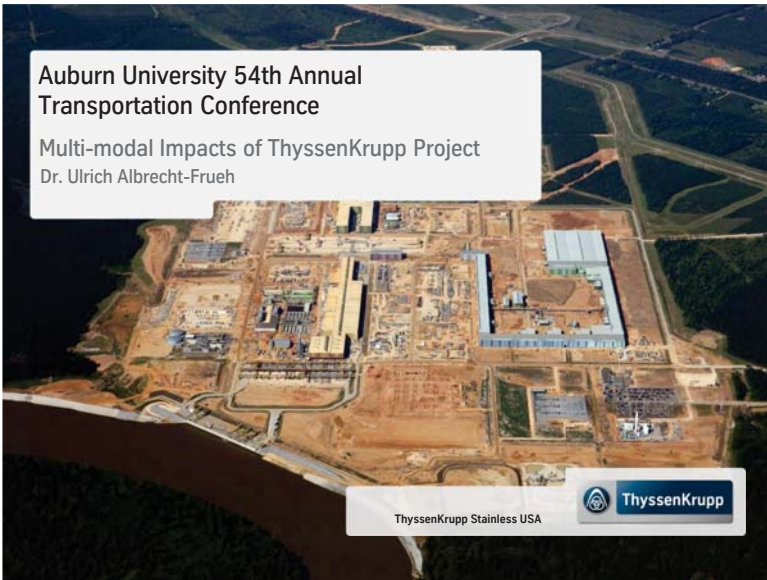 Auburn University 54th Annual
Transportation Conference
Multi-modal Impacts of ThyssenKrupp Project
Dr. Ulrich Albrecht-Frueh
ThyssenKrupp Stainless USA
ThyssenKrupp